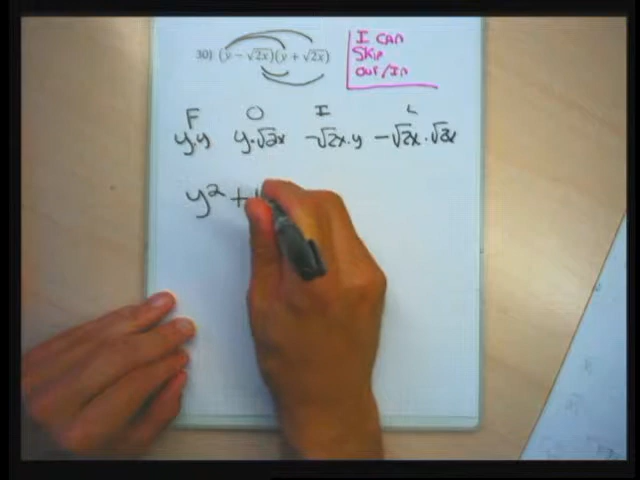 30) (y − √2x)(y + √2x)
I CAN
SKIP
OUT/IN
F O I L
y·y y·√2x −√2x·y −√2x·√2x
y² +